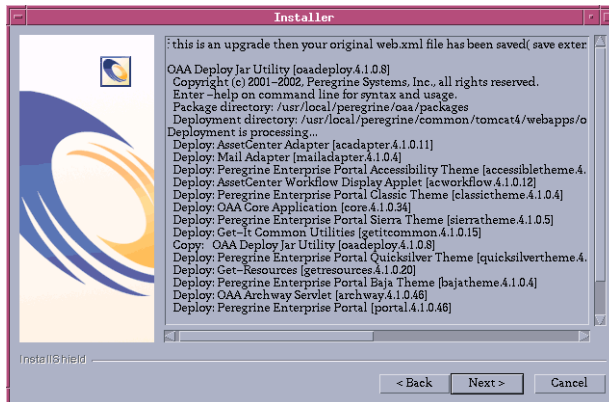 Installer
: this is an upgrade then your original web.xml file has been saved( save exter
OAA Deploy Jar Utility [oaadeploy.4.1.0.8]
Copyright (c) 2001-2002, Peregrine Systems, Inc., all rights reserved.
Enter -help on command line for syntax and usage.
Package directory: /usr/local/peregrine/oaa/packages
Deployment directory: /usr/local/peregrine/common/tomcat4/webapps/o
Deployment is processing...
Deploy: AssetCenter Adapter [acadapter.4.1.0.11]
Deploy: Mail Adapter [mailadapter.4.1.0.4]
Deploy: Peregrine Enterprise Portal Accessibility Theme [accessibletheme.4.
Deploy: AssetCenter Workflow Display Applet [acworkflow.4.1.0.12]
Deploy: Peregrine Enterprise Portal Classic Theme [classictheme.4.1.0.4]
Deploy: OAA Core Application [core.4.1.0.34]
Deploy: Peregrine Enterprise Portal Sierra Theme [sierratheme.4.1.0.5]
Deploy: Get-It Common Utilities [getitcommon.4.1.0.15]
Copy: OAA Deploy Jar Utility [oaadeploy.4.1.0.8]
Deploy: Peregrine Enterprise Portal Quicksilver Theme [quicksilvertheme.4.
Deploy: Get-Resources [getresources.4.1.0.20]
Deploy: Peregrine Enterprise Portal Baja Theme [bajatheme.4.1.0.4]
Deploy: OAA Archway Servlet [archway.4.1.0.46]
Deploy: Peregrine Enterprise Portal [portal.4.1.0.46]
InstallShield
< Back
Next >
Cancel